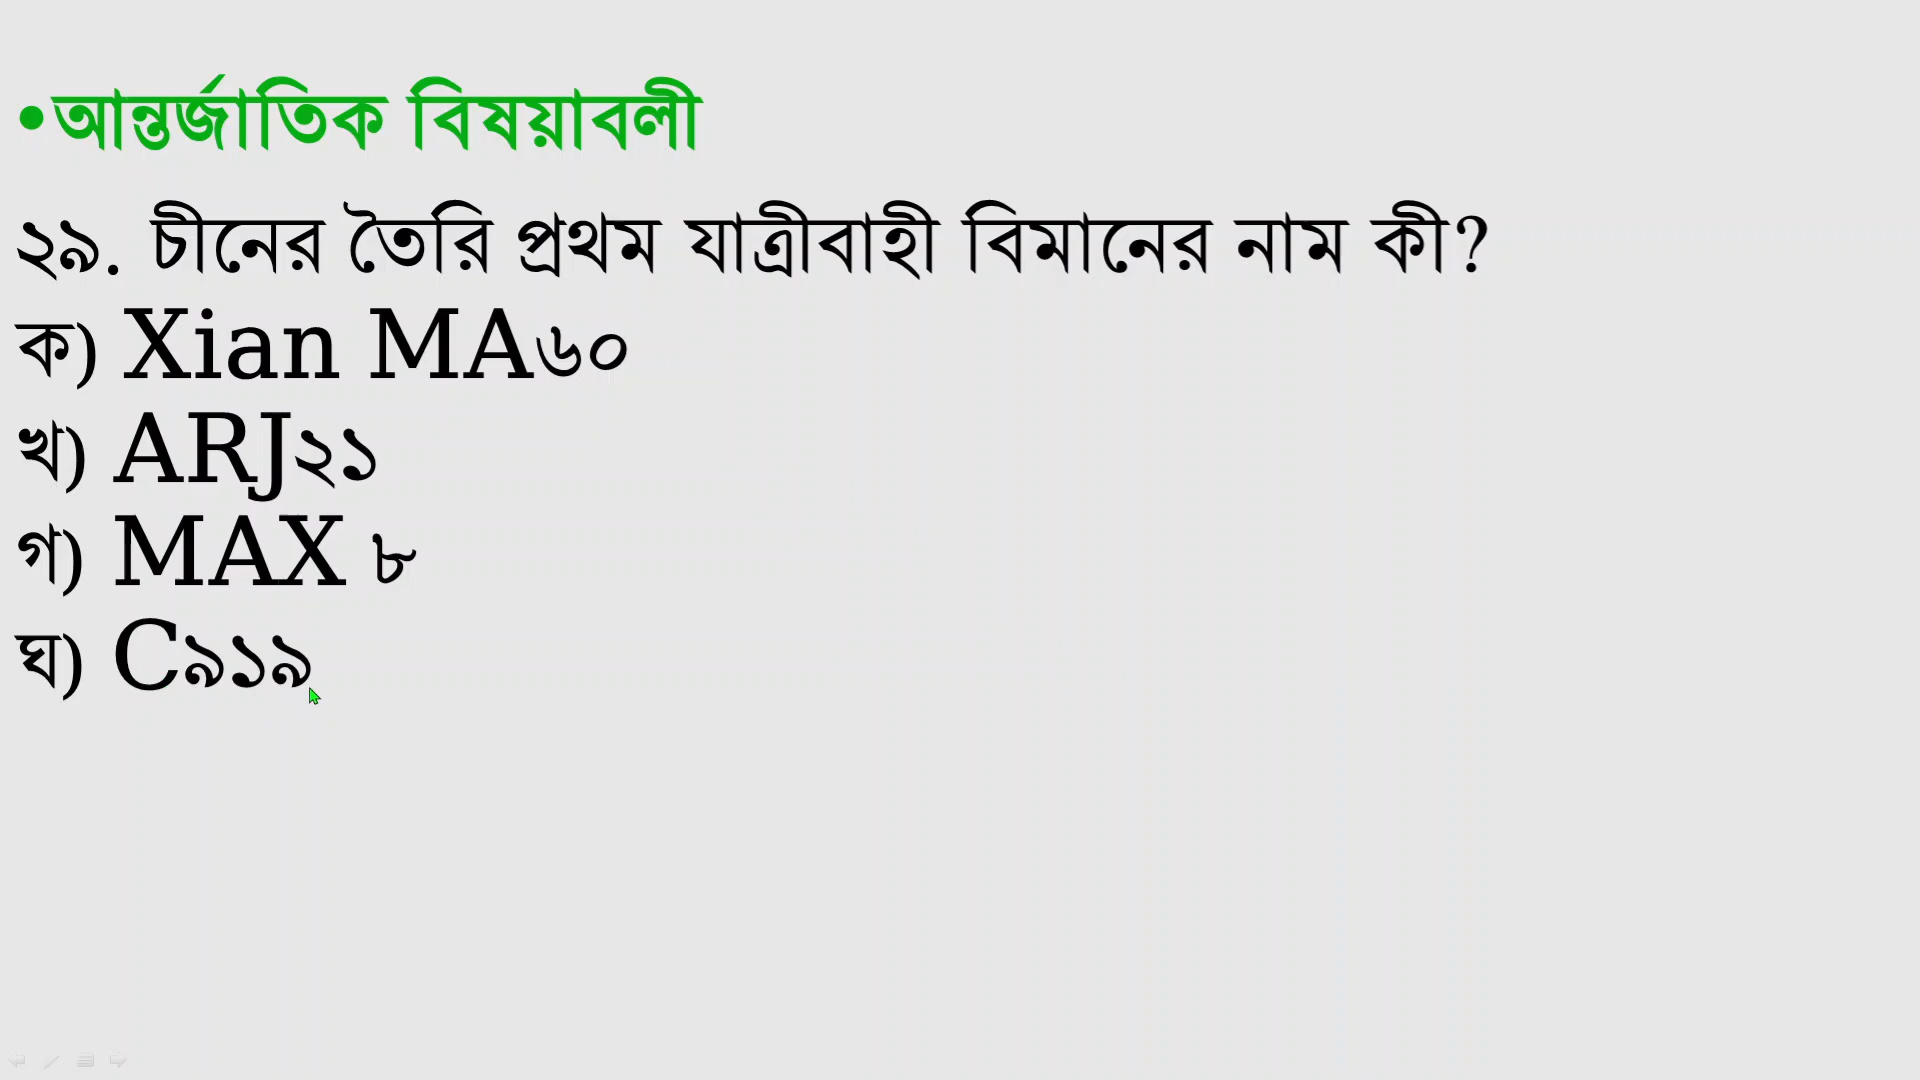 •আন্তর্জাতিক বিষয়াবলী
২৯. চীনের তৈরি প্রথম যাত্রীবাহী বিমানের নাম কী?
ক) Xian MA৬০
খ) ARJ২১
গ) MAX ৮
ঘ) C৯১৯